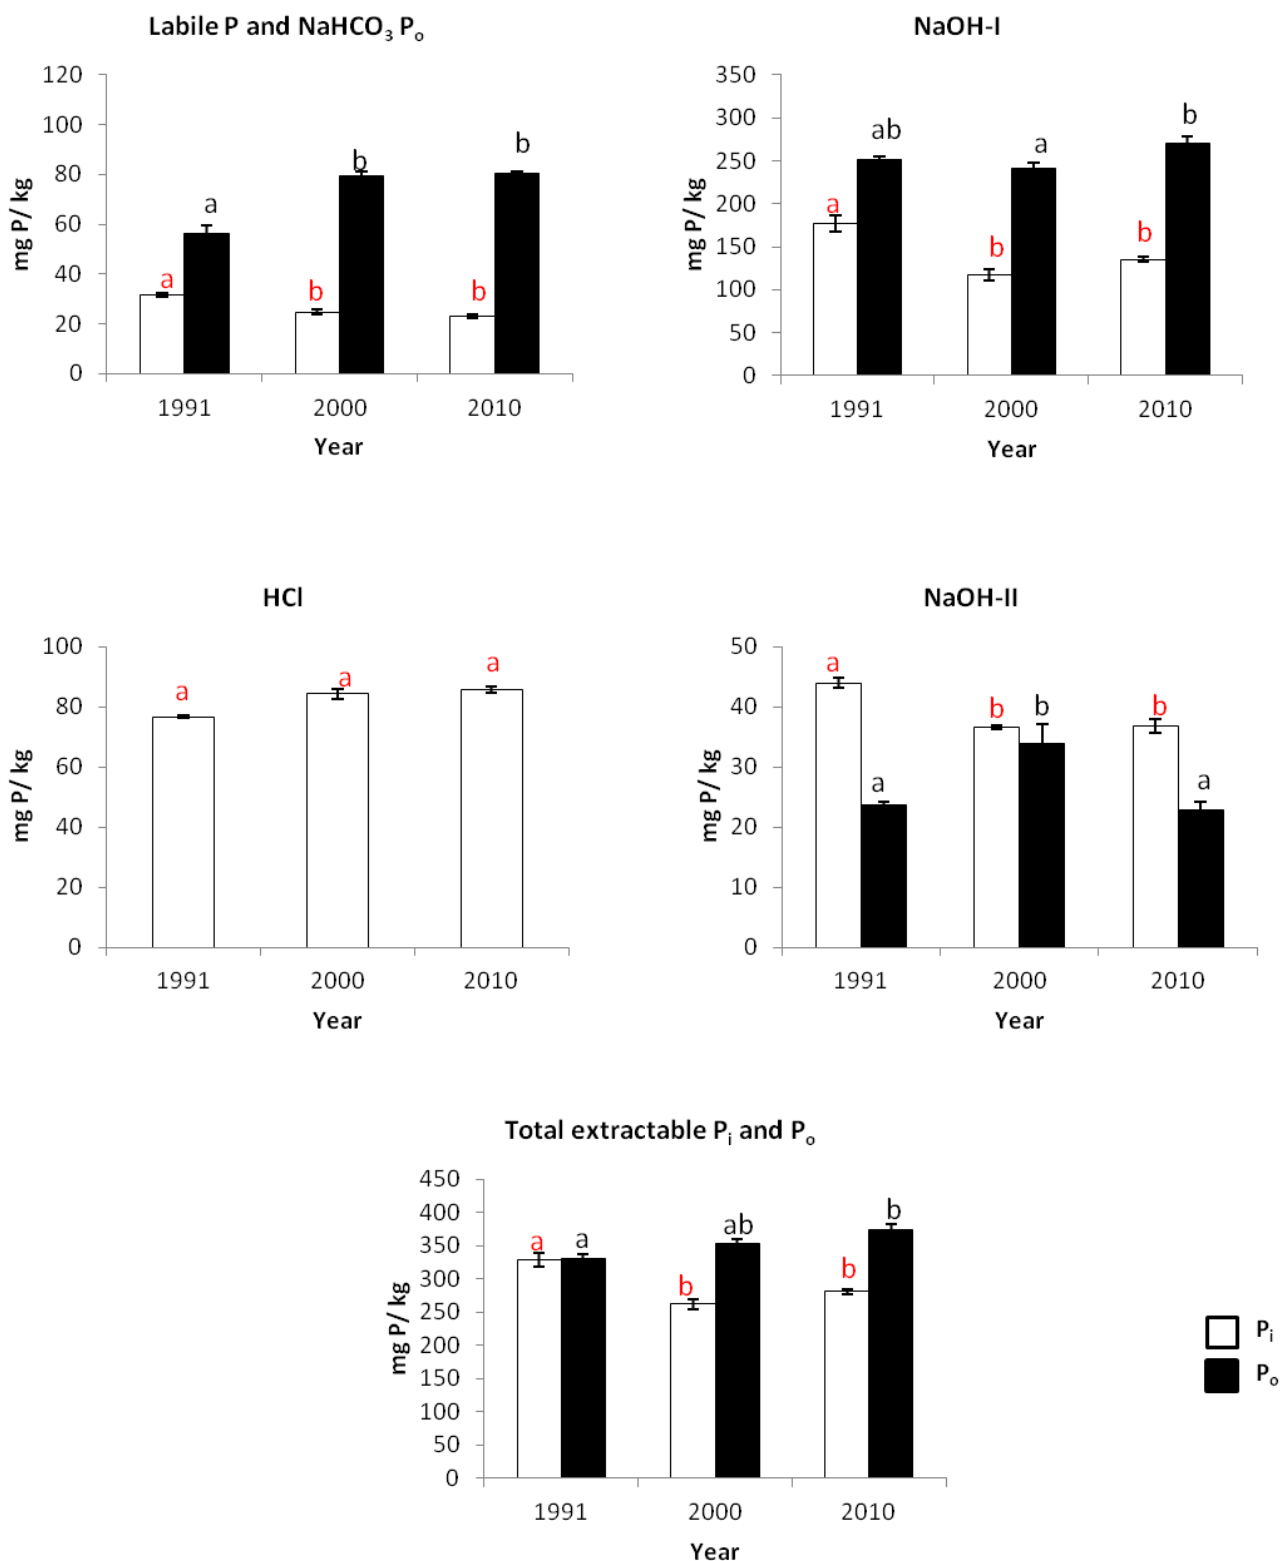 Labile P and NaHCO₃ Pₒ
120
100
80
60
40
20
0
mg P/ kg
a
a
b
b
b
b
1991
2000
2010
Year
NaOH-I
350
300
250
200
150
100
50
0
mg P/ kg
a
ab
b
a
b
b
1991
2000
2010
Year
HCl
100
80
60
40
20
0
mg P/ kg
a
a
a
1991
2000
2010
Year
NaOH-II
50
40
30
20
10
0
mg P/ kg
a
a
b
b
b
a
1991
2000
2010
Year
Total extractable Pᵢ and Pₒ
450
400
350
300
250
200
150
100
50
0
mg P/ kg
a
a
b
ab
b
b
1991
2000
2010
Year
Pᵢ
Pₒ